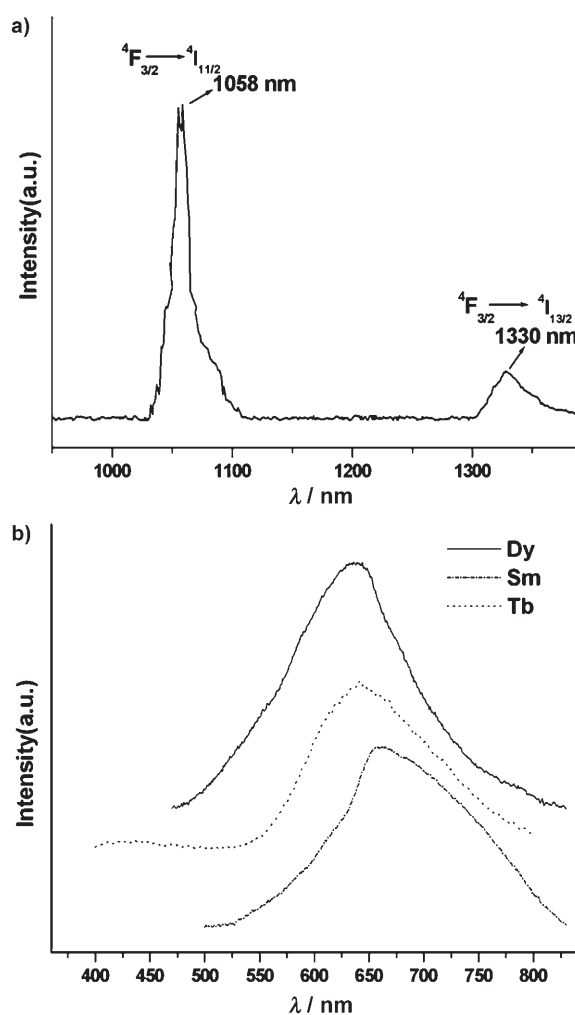 a)
⁴F₃/₂ → ⁴I₁₁/₂
1058 nm
⁴F₃/₂ → ⁴I₁₃/₂
1330 nm
Intensity(a.u.)
1000 1100 1200 1300
λ / nm
b)
Dy
Sm
Tb
Intensity(a.u.)
400 450 500 550 600 650 700 750 800
λ / nm